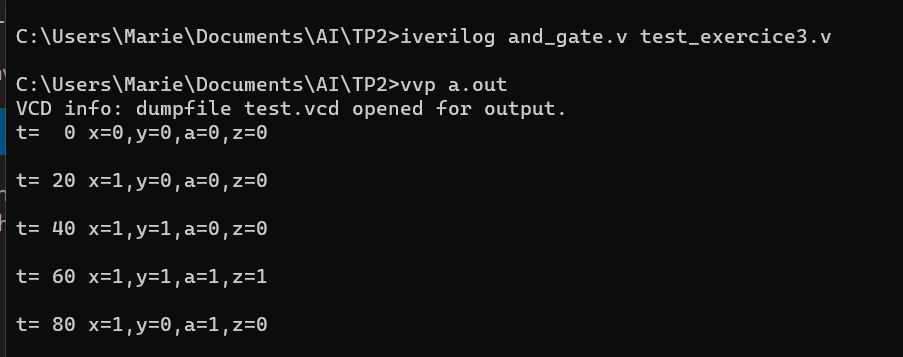 C:\Users\Marie\Documents\AI\TP2>iverilog and_gate.v test_exercice3.v
C:\Users\Marie\Documents\AI\TP2>vvp a.out
VCD info: dumpfile test.vcd opened for output.
t=  0 x=0,y=0,a=0,z=0
t= 20 x=1,y=0,a=0,z=0
t= 40 x=1,y=1,a=0,z=0
t= 60 x=1,y=1,a=1,z=1
t= 80 x=1,y=0,a=1,z=0